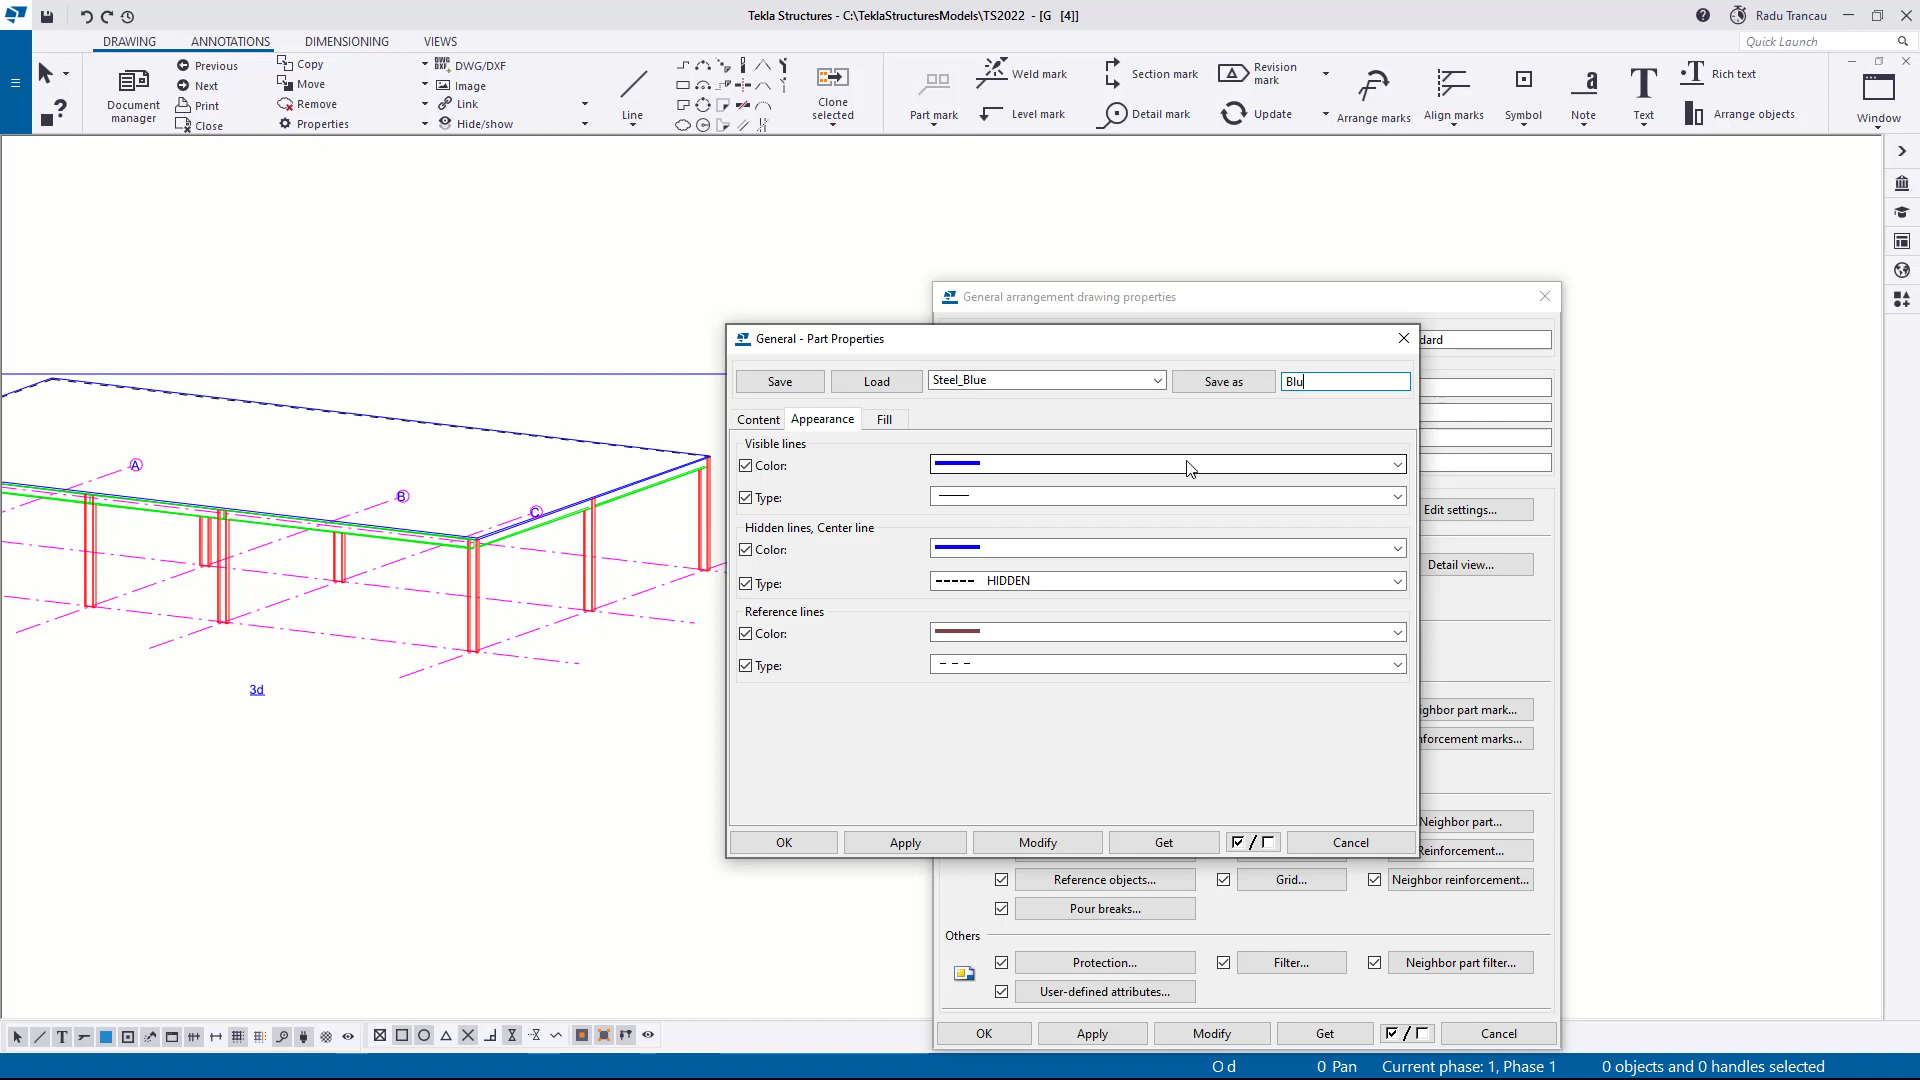 Tekla Structures - C:\TeklaStructuresModels\TS2022 - [G [4]]
Radu Trancau
DRAWING ANNOTATIONS DIMENSIONING VIEWS
Quick Launch
Document manager
Previous
Next
Print
Close
Copy
Move
Remove
Properties
DWG DXF
DWG/DXF
Image
Link
Hide/show
Line
Clone selected
Part mark
Weld mark
Level mark
Section mark
Detail mark
Revision mark
Update
Arrange marks
Align marks
Symbol
Note
Text
Rich text
Arrange objects
Window
A
B
C
3d
General arrangement drawing properties
dard
General - Part Properties
Save
Load
Steel_Blue
Save as
Blu
Content Appearance Fill
Visible lines
Color:
Type:
Hidden lines, Center line
Color:
Type:
HIDDEN
Reference lines
Color:
Type:
OK Apply Modify Get / Cancel
Edit settings...
Detail view...
ighbor part mark...
nforcement marks...
Neighbor part...
Reinforcement...
Reference objects... Grid... Neighbor reinforcement...
Pour breaks...
Others
Protection... Filter... Neighbor part filter...
User-defined attributes...
OK Apply Modify Get / Cancel
O d 0 Pan Current phase: 1, Phase 1 0 objects and 0 handles selected